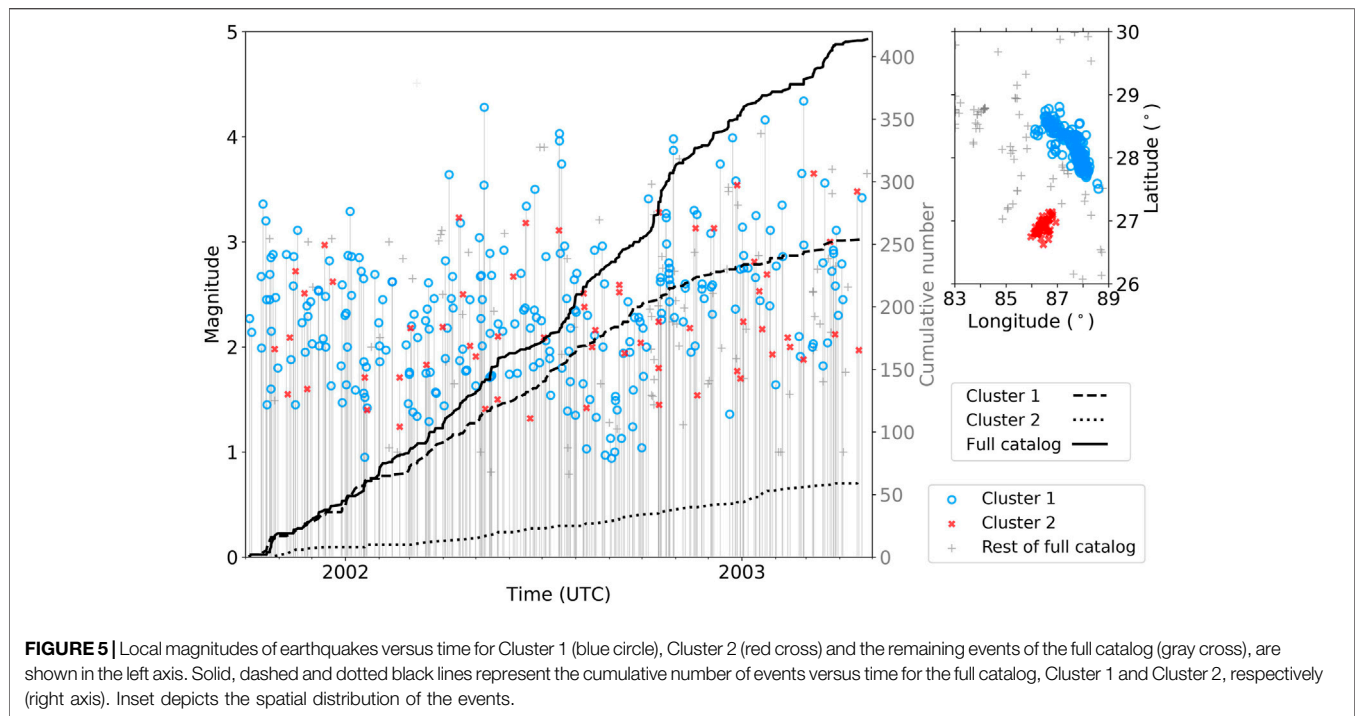 5
4
3
2
1
0
Magnitude
400
350
300
250
200
150
100
50
0
Cumulative number
2002
2003
Time (UTC)
30
29
28
27
26
Latitude (°)
83
85
87
89
Longitude (°)
Cluster 1
Cluster 2
Full catalog
Cluster 1
Cluster 2
Rest of full catalog
FIGURE 5 | Local magnitudes of earthquakes versus time for Cluster 1 (blue circle), Cluster 2 (red cross) and the remaining events of the full catalog (gray cross), are
shown in the left axis. Solid, dashed and dotted black lines represent the cumulative number of events versus time for the full catalog, Cluster 1 and Cluster 2, respectively
(right axis). Inset depicts the spatial distribution of the events.